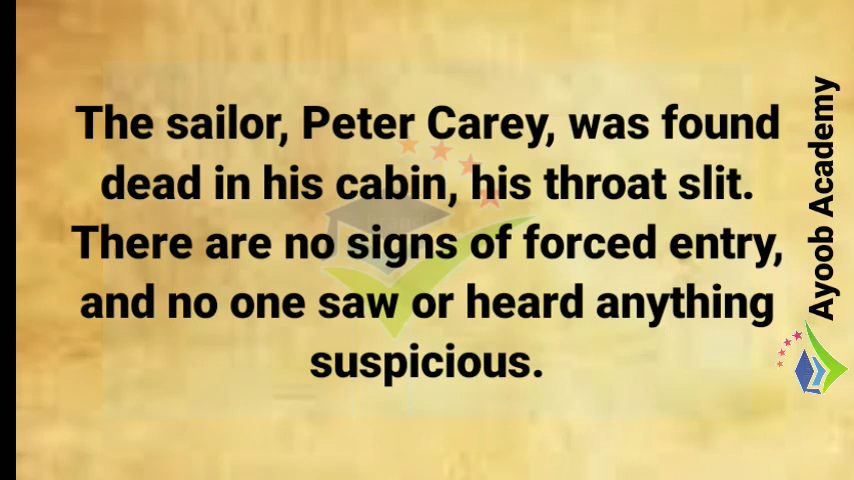 The sailor, Peter Carey, was found
dead in his cabin, his throat slit.
There are no signs of forced entry,
and no one saw or heard anything
suspicious.
Ayoob Academy